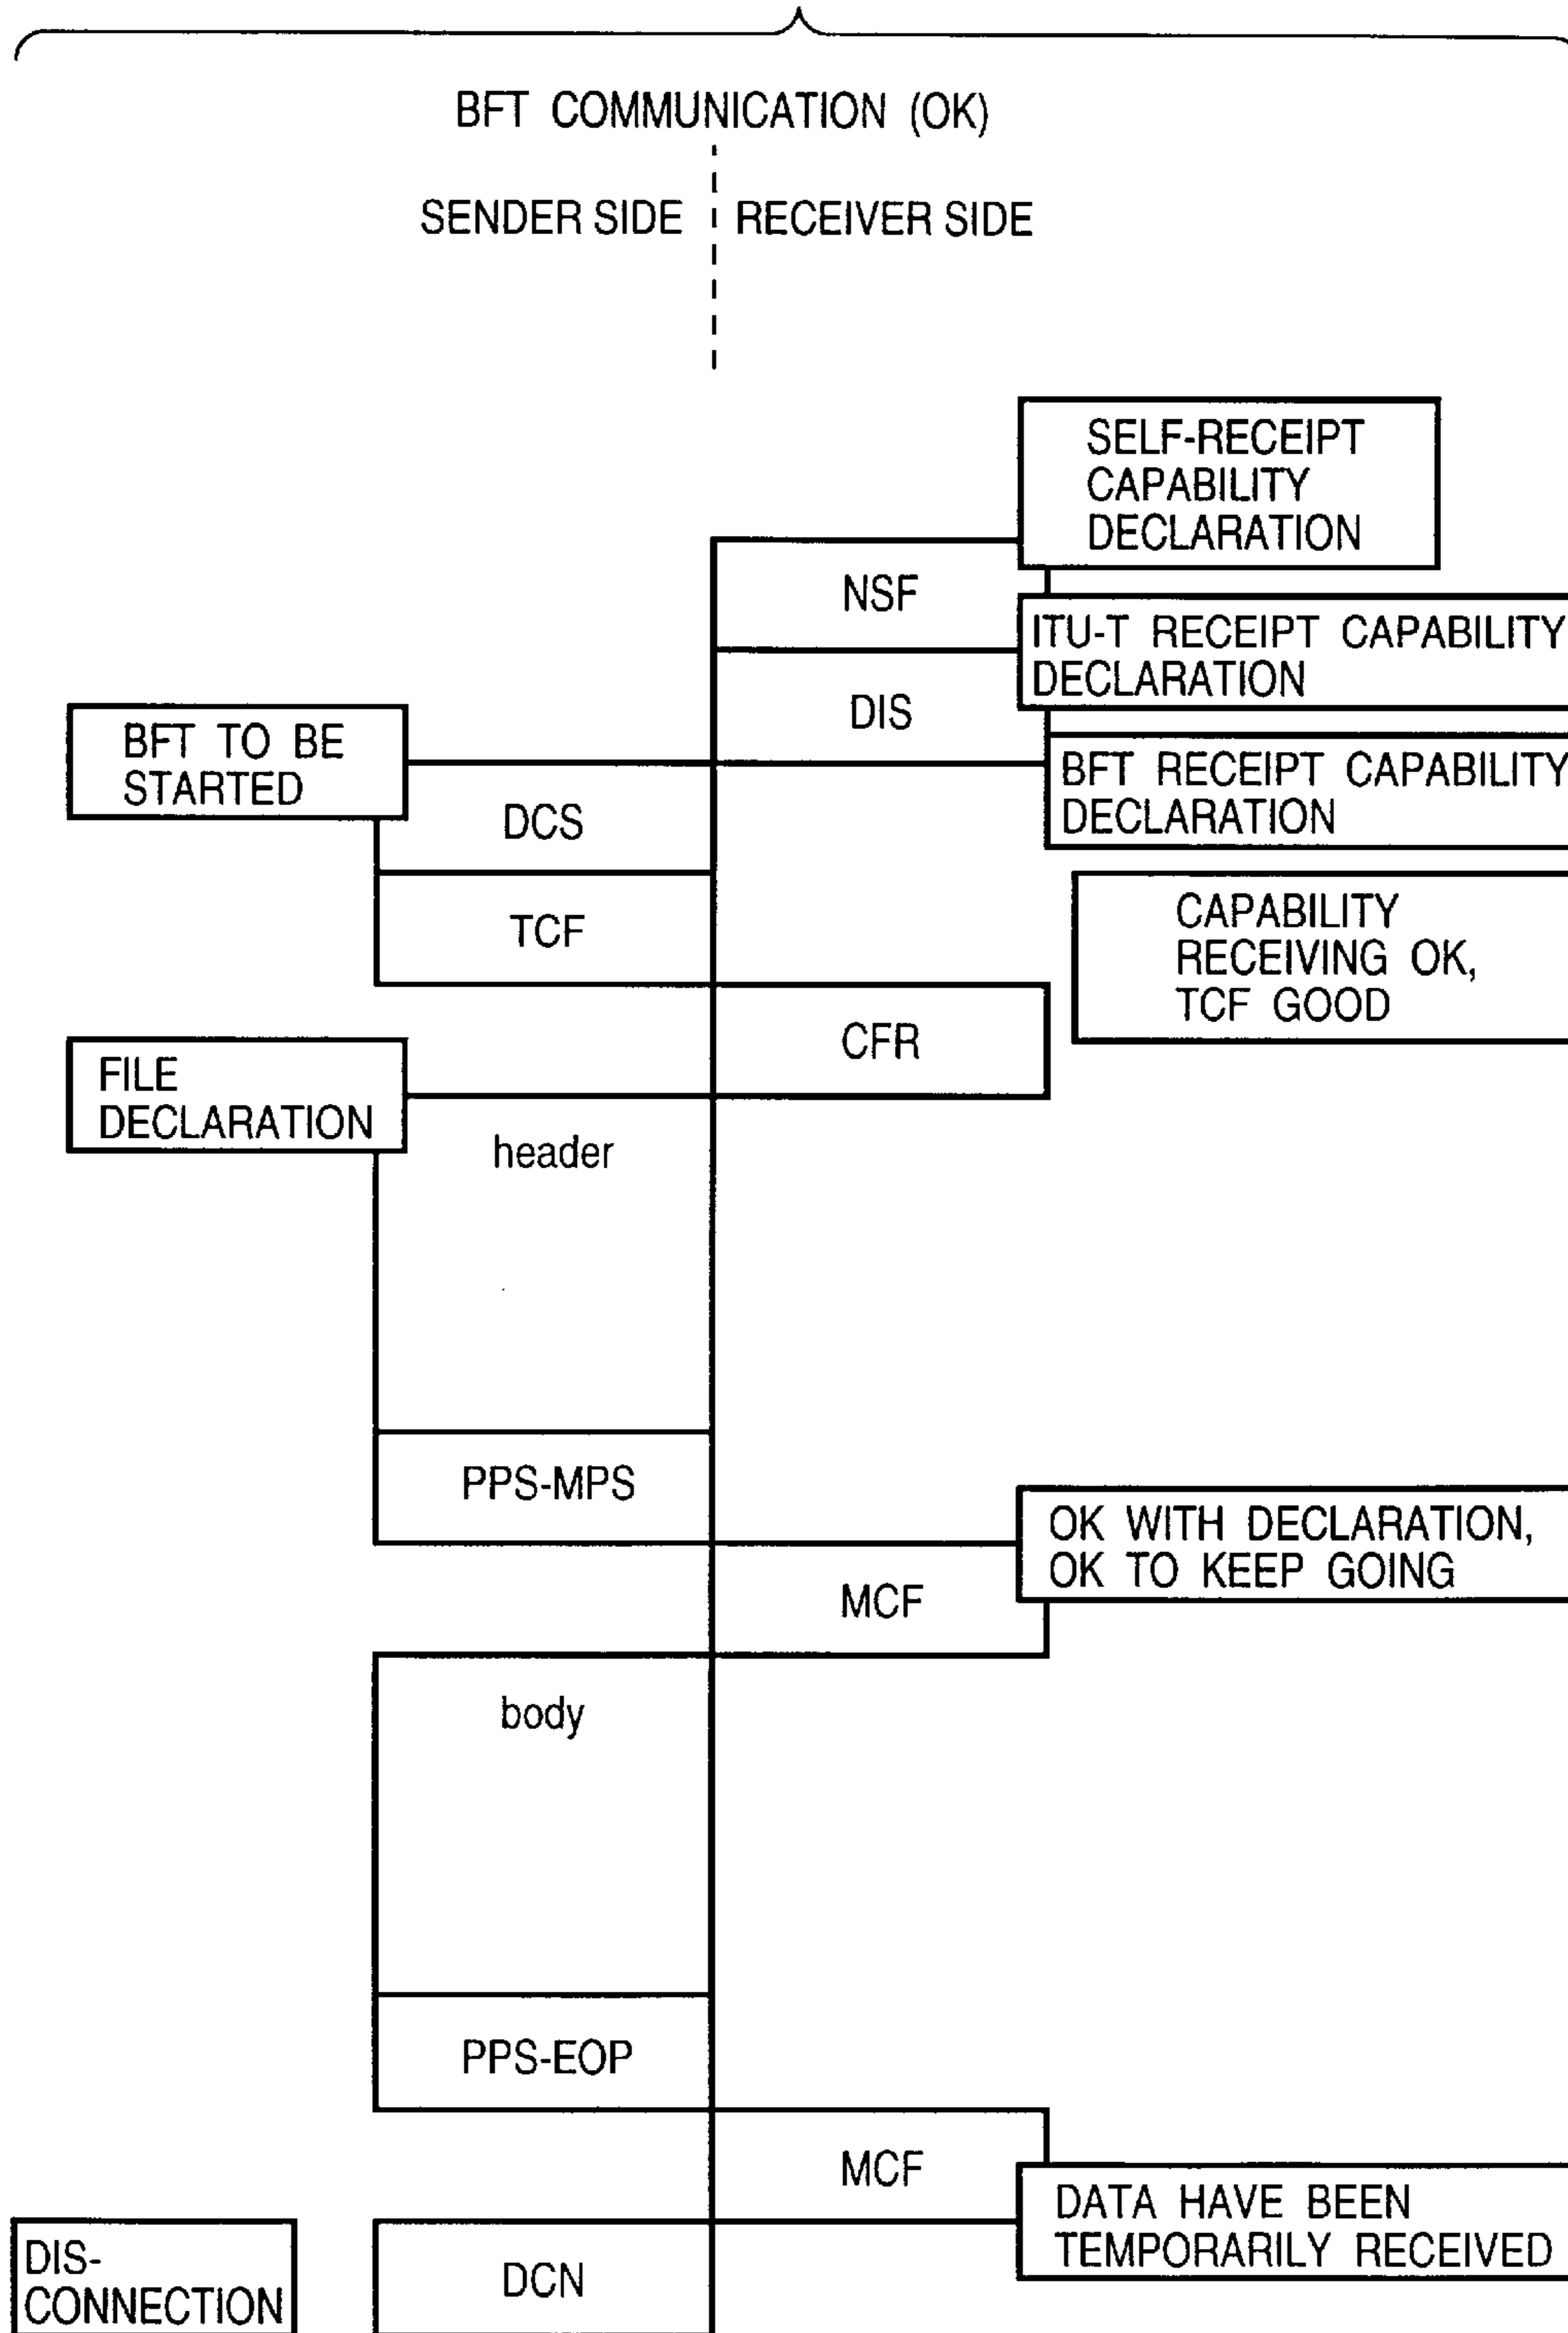 BFT COMMUNICATION (OK)
SENDER SIDE
RECEIVER SIDE
SELF-RECEIPT
CAPABILITY
DECLARATION
NSF
ITU-T RECEIPT CAPABILITY
DECLARATION
DIS
BFT TO BE
STARTED
BFT RECEIPT CAPABILITY
DECLARATION
DCS
TCF
CAPABILITY
RECEIVING OK,
TCF GOOD
CFR
FILE
DECLARATION
header
PPS-MPS
OK WITH DECLARATION,
OK TO KEEP GOING
MCF
body
PPS-EOP
MCF
DATA HAVE BEEN
TEMPORARILY RECEIVED
DIS-
CONNECTION
DCN